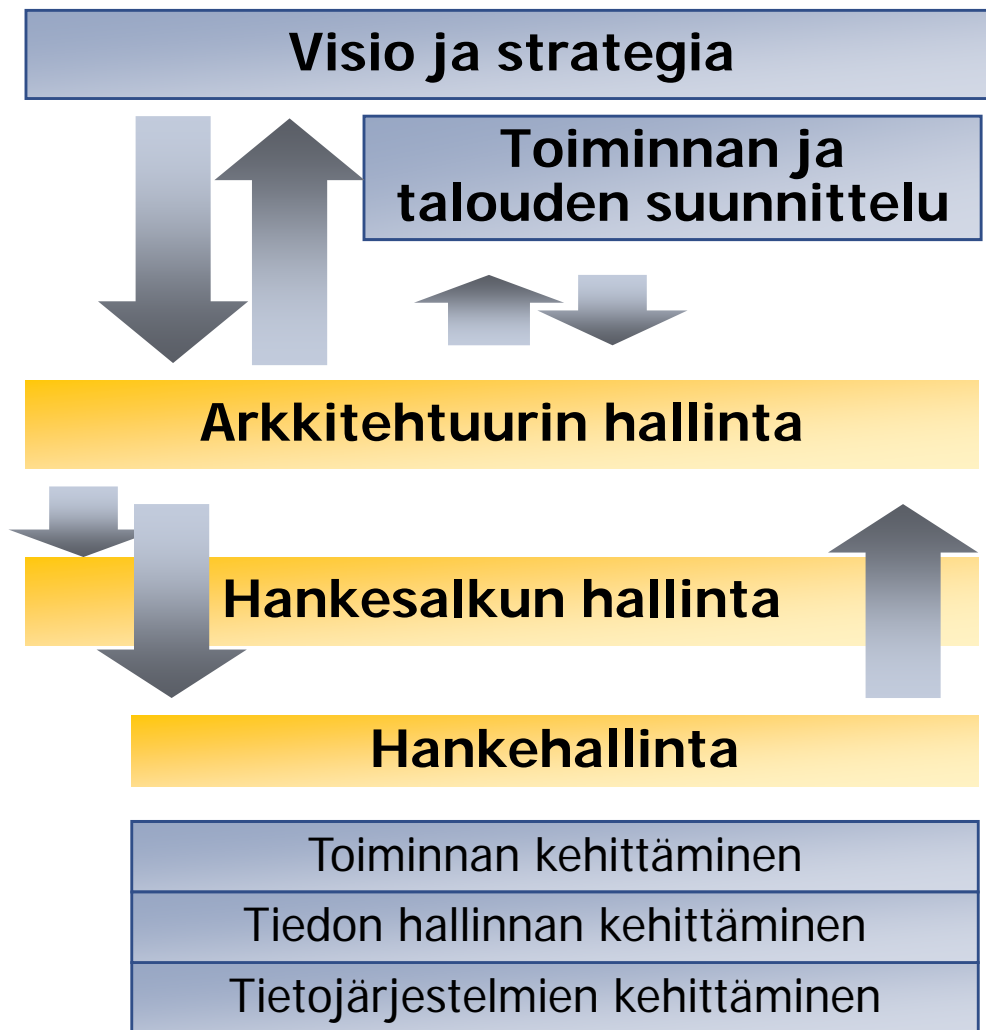 Visio ja strategia
Toiminnan ja
talouden suunnittelu
Arkkitehtuurin hallinta
Hankesalkun hallinta
Hankehallinta
Toiminnan kehittäminen
Tiedon hallinnan kehittäminen
Tietojärjestelmien kehittäminen